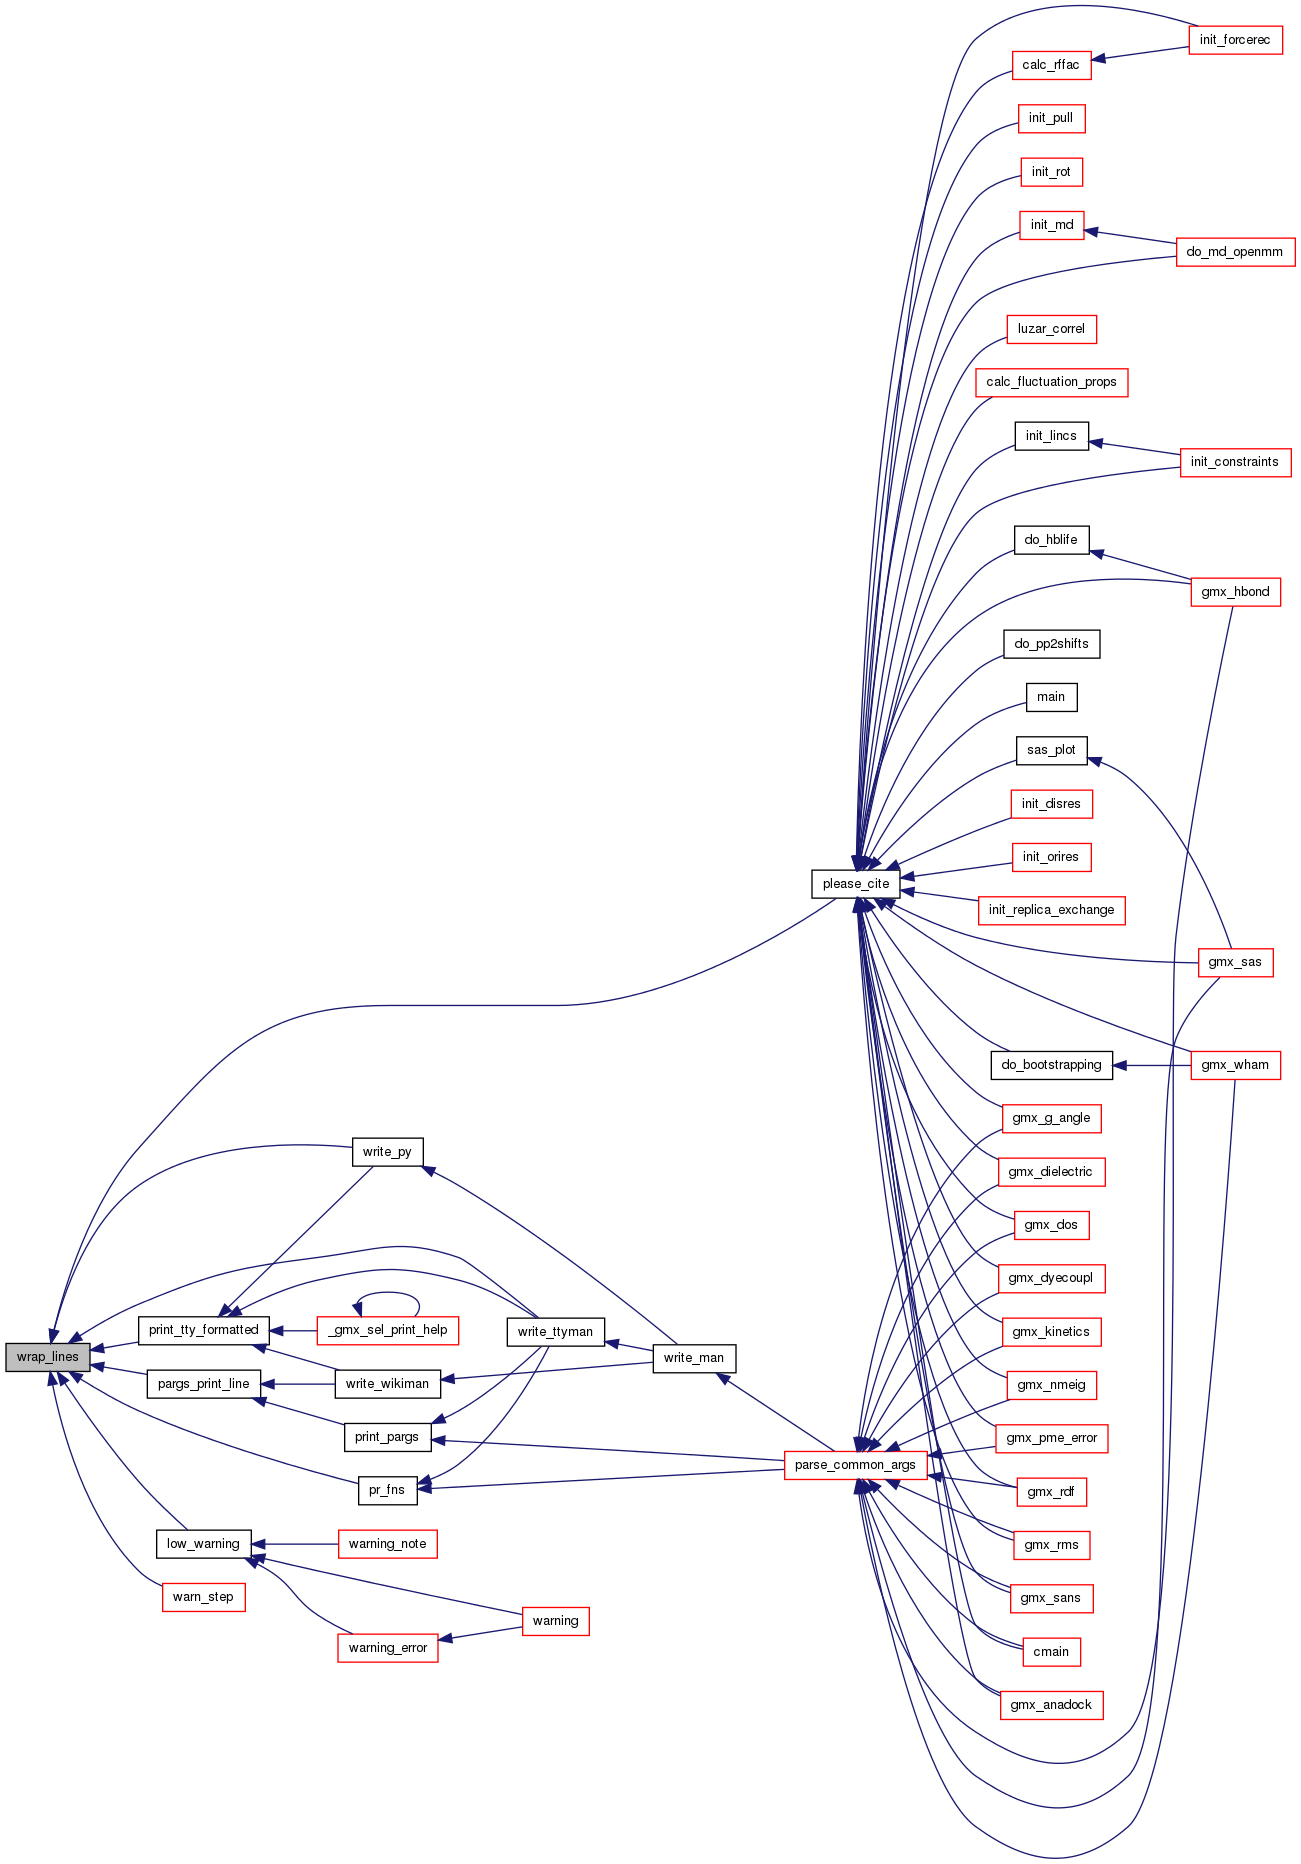 init_forcerec
calc_rffac
init_pull
init_rot
init_md
do_md_openmm
luzar_correl
calc_fluctuation_props
init_lincs
init_constraints
do_hblife
gmx_hbond
do_pp2shifts
main
sas_plot
init_disres
init_orires
please_cite
init_replica_exchange
gmx_sas
do_bootstrapping
gmx_wham
gmx_g_angle
write_py
gmx_dielectric
gmx_dos
gmx_dyecoupl
print_tty_formatted
_gmx_sel_print_help
write_ttyman
gmx_kinetics
wrap_lines
write_man
pargs_print_line
write_wikiman
gmx_nmeig
print_pargs
gmx_pme_error
parse_common_args
pr_fns
gmx_rdf
low_warning
warning_note
gmx_rms
warn_step
gmx_sans
warning
warning_error
cmain
gmx_anadock